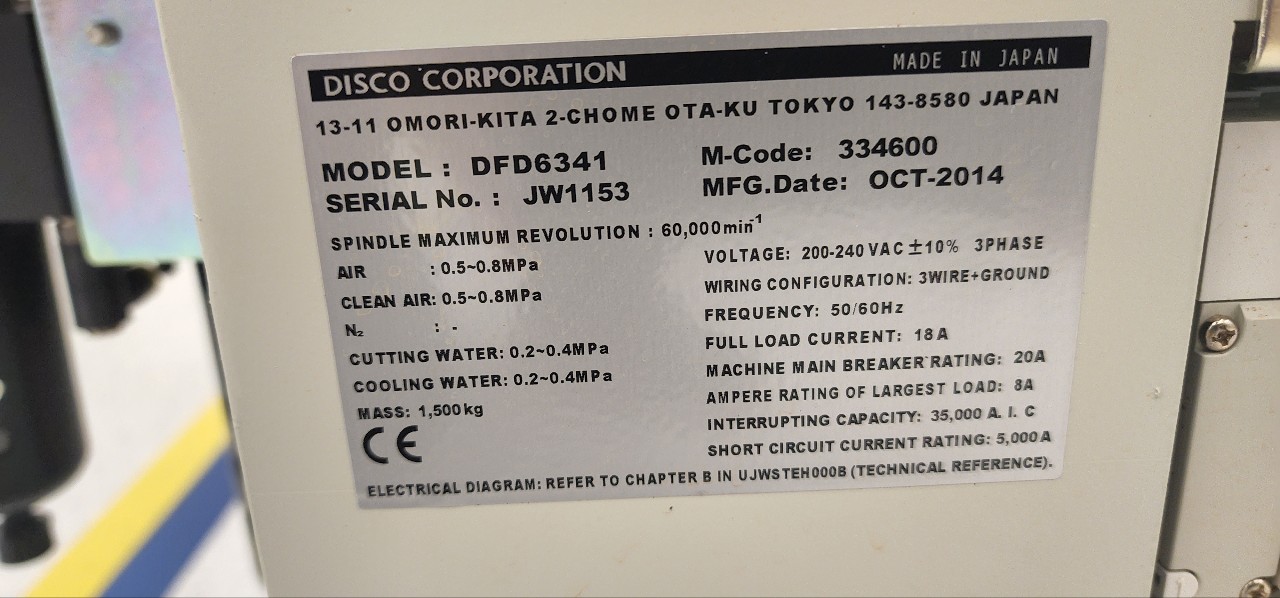 DISCO CORPORATION MADE IN JAPAN
13-11 OMORI-KITA 2-CHOME OTA-KU TOKYO 143-8580 JAPAN
MODEL : DFD6341
SERIAL No. : JW1153
M-Code: 334600
MFG.Date: OCT-2014
SPINDLE MAXIMUM REVOLUTION : 60,000min⁻¹
AIR : 0.5~0.8MPa
CLEAN AIR: 0.5~0.8MPa
N₂ : -
CUTTING WATER: 0.2~0.4MPa
COOLING WATER: 0.2~0.4MPa
MASS: 1,500kg
CE
VOLTAGE: 200-240 VAC ±10% 3PHASE
WIRING CONFIGURATION: 3WIRE+GROUND
FREQUENCY: 50/60Hz
FULL LOAD CURRENT: 18A
MACHINE MAIN BREAKER RATING: 20A
AMPERE RATING OF LARGEST LOAD: 8A
INTERRUPTING CAPACITY: 35,000 A. I. C
SHORT CIRCUIT CURRENT RATING: 5,000A
ELECTRICAL DIAGRAM: REFER TO CHAPTER B IN UJWSTEH000B (TECHNICAL REFERENCE).